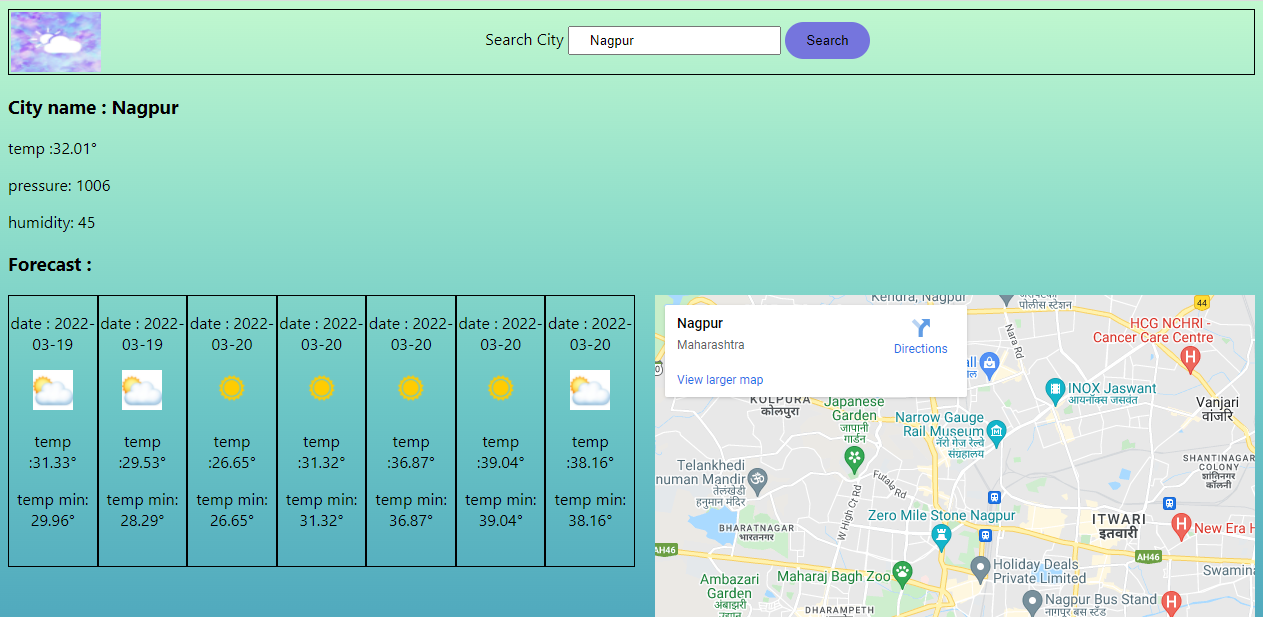 Search City Nagpur Search
City name : Nagpur
temp :32.01°
pressure: 1006
humidity: 45
Forecast :
date : 2022-
03-19
temp
:31.33°
temp min:
29.96°
date : 2022-
03-19
temp
:29.53°
temp min:
28.29°
date : 2022-
03-20
temp
:26.65°
temp min:
26.65°
date : 2022-
03-20
temp
:31.32°
temp min:
31.32°
date : 2022-
03-20
temp
:36.87°
temp min:
36.87°
date : 2022-
03-20
temp
:39.04°
temp min:
39.04°
date : 2022-
03-20
temp
:38.16°
temp min:
38.16°
Kendra, Nagpur
पोलीस स्टेशन
44
Nagpur
Maharashtra
Directions
View larger map
Nara Rd
HCG NCHRI -
Cancer Care Centre
INOX Jaswant
आयनॉक्स जसवंत
Vanjari
वांजरि
KOLPURA
कोलपुरा
Japanese
Garden
जापानी
गार्डन
Narrow Gauge
Rail Museum
नॅरो गेज रेल्वे
संग्रहालय
SHANTINAGAR
COLONY
शांतिनगर
कॉलनी
Telankhedi
Hanuman Mandir
तेलंखेडी
हनुमान मंदिर
Futala Rd
W High Ct Rd
Zero Mile Stone Nagpur
BHARATNAGAR
भारतनगर
ITWARI
इतवारी
New Era H
AH46
AH46
Holiday Deals
Private Limited
Swamina
Maharaj Bagh Zoo
Ambazari
Garden
अंबाझरी
उद्यान
DHARAMPETH
Nagpur Bus Stand
नागपूर बस स्टँड